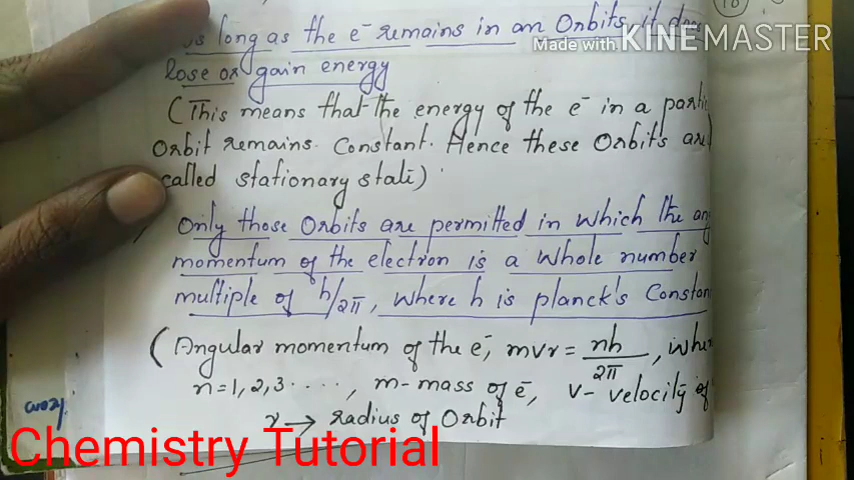 long as the e⁻ remains in an Orbits, it does
Made with KINEMASTER
lose or gain energy
(This means that the energy of the e⁻ in a parti
Orbit remains. Constant. Hence these Orbits are
called stationary state)
Only those Orbits are permitted in which the ang
momentum of the electron is a whole number
multiple of h/2π, where h is planck's Constan
(Angular momentum of the e⁻, mvr = nh/2π, whe
n = 1, 2, 3 ....., m - mass of e⁻, v - velocity of
r → radius of Orbit
Chemistry Tutorial